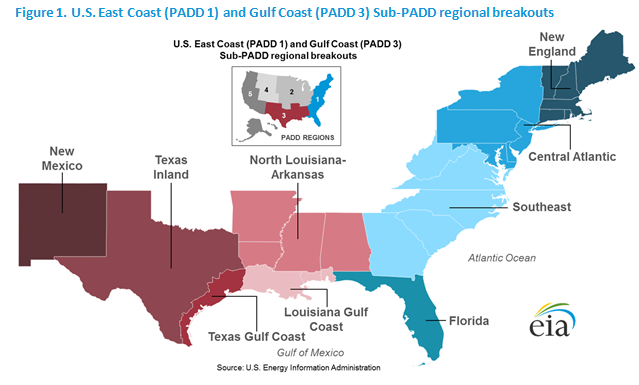 Figure 1. U.S. East Coast (PADD 1) and Gulf Coast (PADD 3) Sub-PADD regional breakouts
U.S. East Coast (PADD 1) and Gulf Coast (PADD 3)
Sub-PADD regional breakouts
5
4
2
1
3
PADD REGIONS
New
England
Central Atlantic
Southeast
Atlantic Ocean
New
Mexico
Texas
Inland
North Louisiana-
Arkansas
Louisiana Gulf
Coast
Texas Gulf Coast
Florida
Gulf of Mexico
eia
Source: U.S. Energy Information Administration